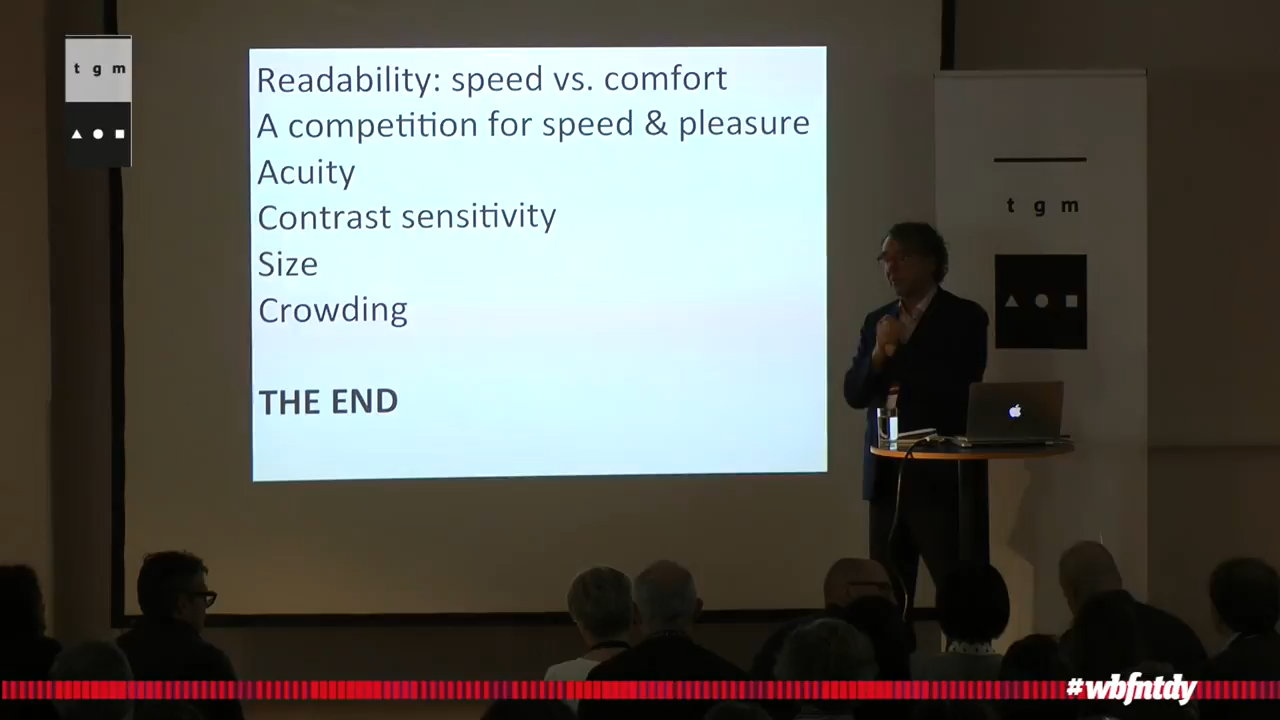 t g m
Readability: speed vs. comfort
A competition for speed & pleasure
Acuity
Contrast sensitivity
Size
Crowding
THE END
t g m
#wbfntdy